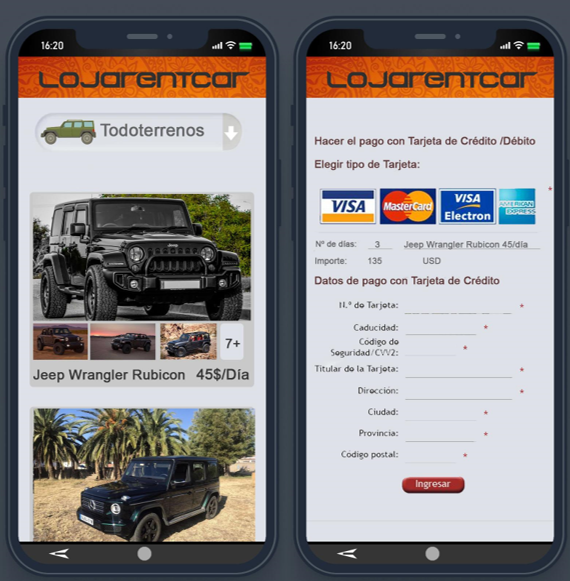 16:20
LOJARENTCAR
Todoterrenos
7+
Jeep Wrangler Rubicon 45$/Día
16:20
LOJARENTCAR
Hacer el pago con Tarjeta de Crédito /Débito
Elegir tipo de Tarjeta:
VISA MasterCard VISA Electron AMERICAN EXPRESS *
Nº de días: 3 Jeep Wrangler Rubicon 45/día
Importe: 135 USD
Datos de pago con Tarjeta de Crédito
N.º de Tarjeta: *
Caducidad: *
Código de
Seguridad/CVV2: *
Titular de la Tarjeta: *
Dirección: *
Ciudad: *
Provincia: *
Código postal: *
Ingresar